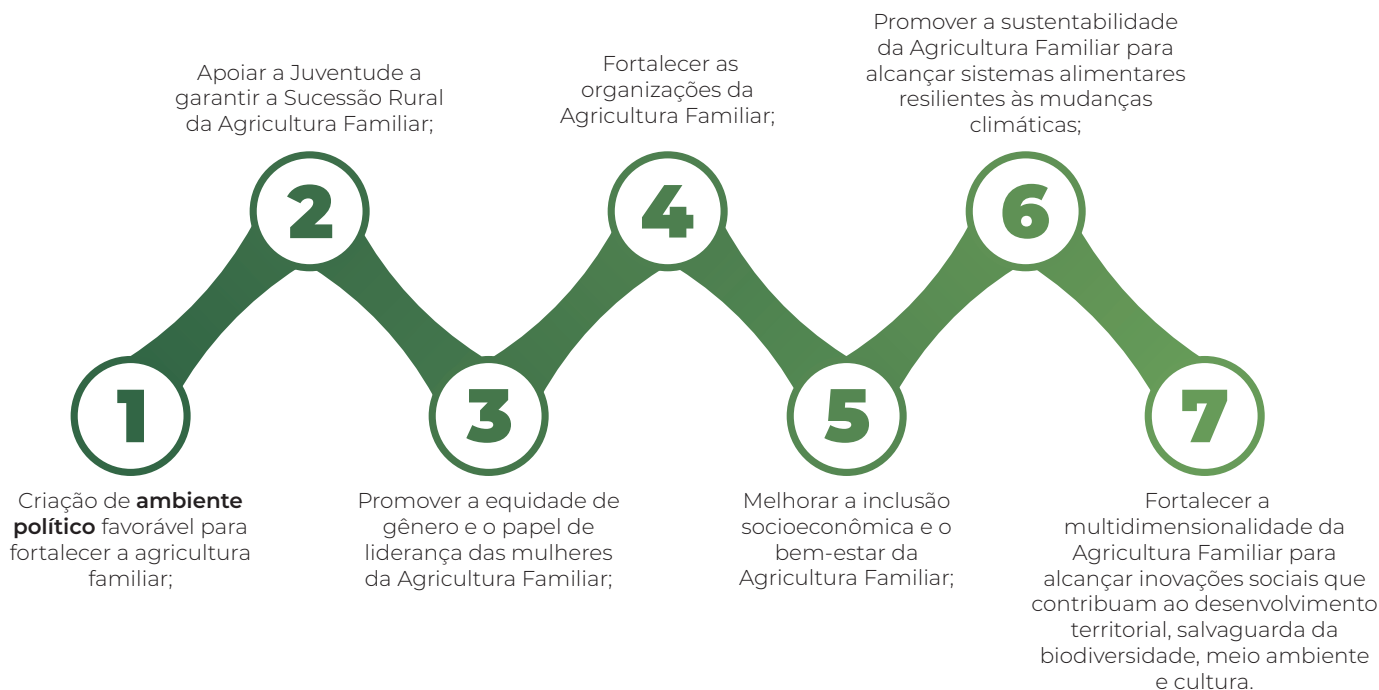 1
Criação de ambiente
político favorável para
fortalecer a agricultura
familiar;
2
Apoiar a Juventude a
garantir a Sucessão Rural
da Agricultura Familiar;
3
Promover a equidade de
gênero e o papel de
liderança das mulheres
da Agricultura Familiar;
4
Fortalecer as
organizações da
Agricultura Familiar;
5
Melhorar a inclusão
socioeconômica e o
bem-estar da
Agricultura Familiar;
6
Promover a sustentabilidade
da Agricultura Familiar para
alcançar sistemas alimentares
resilientes às mudanças
climáticas;
7
Fortalecer a
multidimensionalidade da
Agricultura Familiar para
alcançar inovações sociais que
contribuam ao desenvolvimento
territorial, salvaguarda da
biodiversidade, meio ambiente
e cultura.